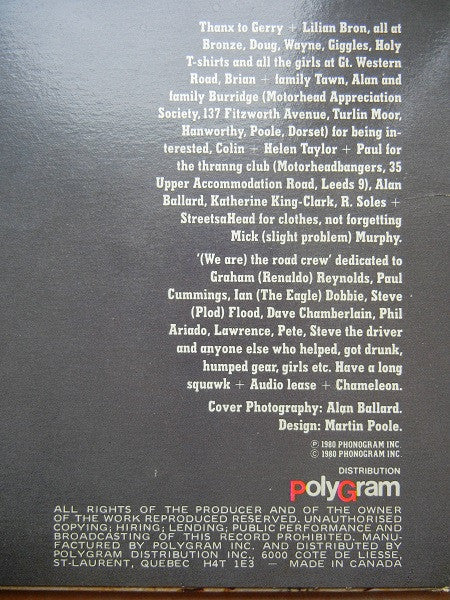 Thanx to Gerry + Lilian Bron, all at
Bronze, Doug, Wayne, Giggles, Holy
T-shirts and all the girls at Gt. Western
Road, Brian + family Tawn, Alan and
family Burridge (Motorhead Appreciation
Society, 137 Fitzworth Avenue, Turlin Moor,
Hanworthy, Poole, Dorset) for being in-
terested, Colin + Helen Taylor + Paul for
the thranng club (Motorheadbangers, 35
Upper Accommodation Road, Leeds 9), Alan
Ballard, Katherine King-Clark, R. Soles +
StreetsaHead for clothes, not forgetting
Mick (slight problem) Murphy.
'(We are) the road crew' dedicated to
Graham (Renaldo) Reynolds, Paul
Cummings, Ian (The Eagle) Dobbie, Steve
(Plod) Flood, Dave Chamberlain, Phil
Ariado, Lawrence, Pete, Steve the driver
and anyone else who helped, got drunk,
humped gear, girls etc. Have a long
squawk + Audio lease + Chameleon.
Cover Photography: Alan Ballard.
Design: Martin Poole.
℗ 1980 PHONOGRAM INC.
© 1980 PHONOGRAM INC.
DISTRIBUTION
PolyGram
ALL RIGHTS OF THE PRODUCER AND OF THE OWNER
OF THE WORK REPRODUCED RESERVED. UNAUTHORISED
COPYING; HIRING; LENDING; PUBLIC PERFORMANCE AND
BROADCASTING OF THIS RECORD PROHIBITED. MANU-
FACTURED BY POLYGRAM INC., AND DISTRIBUTED BY
POLYGRAM DISTRIBUTION INC., 6000 COTE DE LIESSE,
ST-LAURENT, QUEBEC H4T 1E3 — MADE IN CANADA